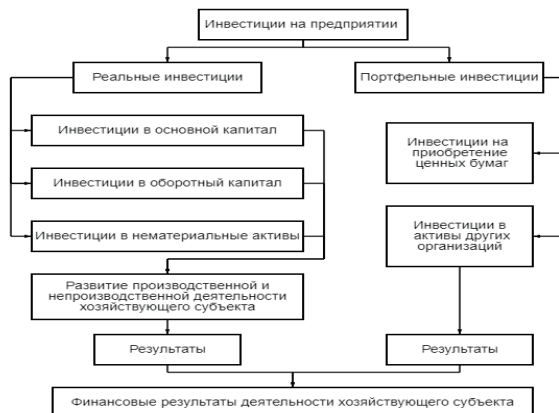 Инвестиции на предприятии
Реальные инвестиции
Портфельные инвестиции
Инвестиции в основной капитал
Инвестиции в оборотный капитал
Инвестиции в нематериальные активы
Инвестиции на
приобретение
ценных бумаг
Инвестиции в
активы других
организаций
Развитие производственной и
непроизводственной деятельности
хозяйствующего субъекта
Результаты
Результаты
Финансовые результаты деятельности хозяйствующего субъекта